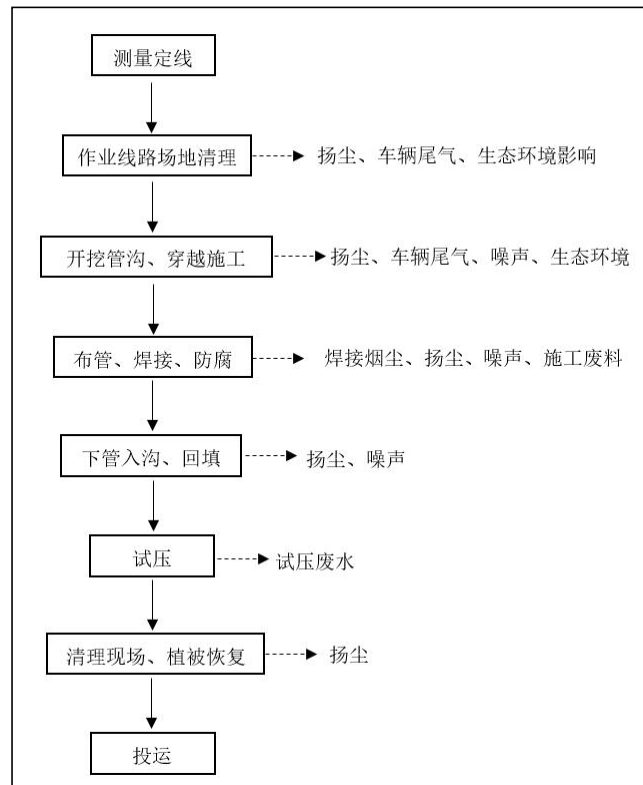 测量定线
作业线路场地清理
扬尘、车辆尾气、生态环境影响
开挖管沟、穿越施工
扬尘、车辆尾气、噪声、生态环境
布管、焊接、防腐
焊接烟尘、扬尘、噪声、施工废料
下管入沟、回填
扬尘、噪声
试压
试压废水
清理现场、植被恢复
扬尘
投运